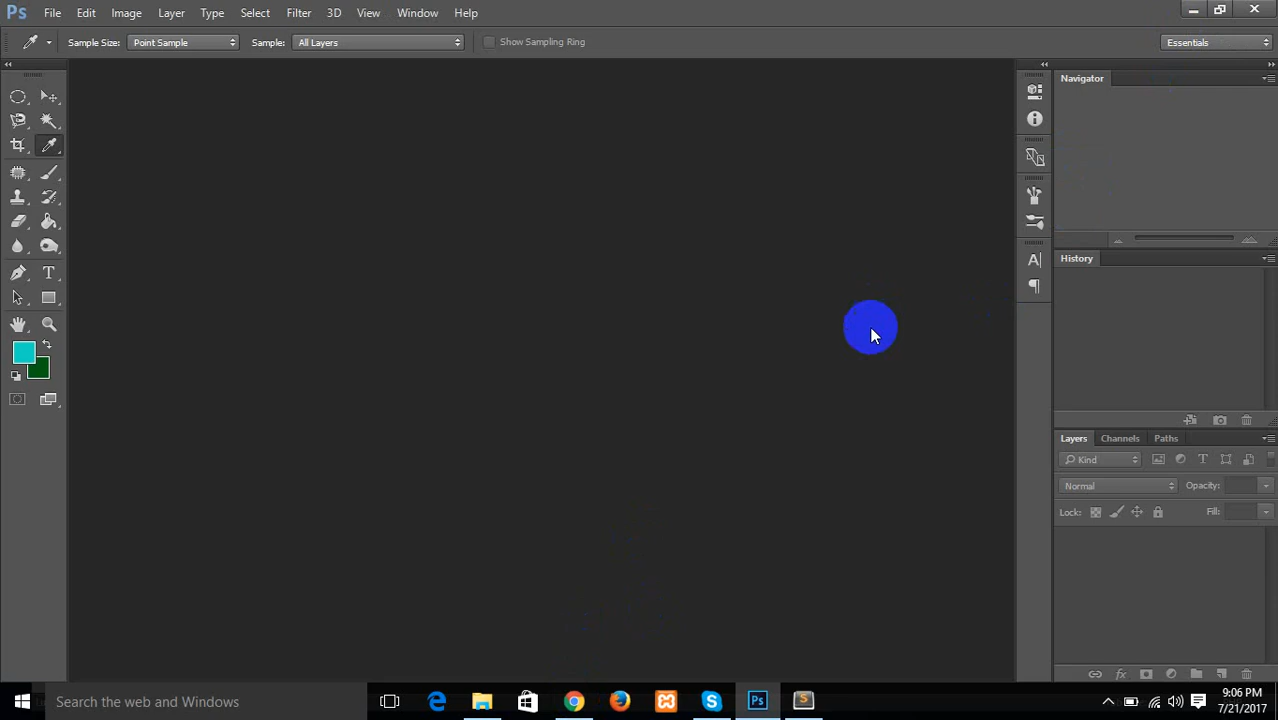 Ps File Edit Image Layer Type Select Filter 3D View Window Help
Sample Size: Point Sample Sample: All Layers Show Sampling Ring Essentials
Navigator
History
Layers Channels Paths
Kind
Normal Opacity:
Lock: Fill:
Search the web and Windows
9:06 PM
7/21/2017